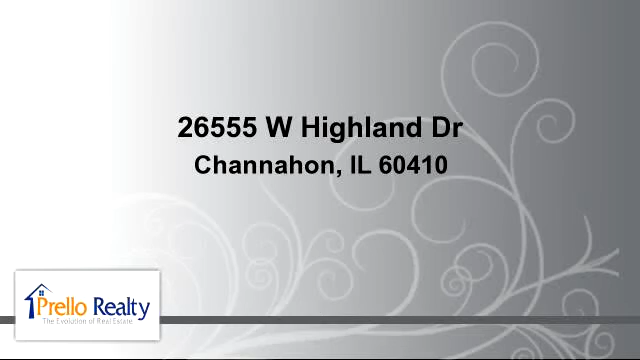 26555 W Highland Dr
Channahon, IL 60410
Prello Realty
The Evolution of Real Estate